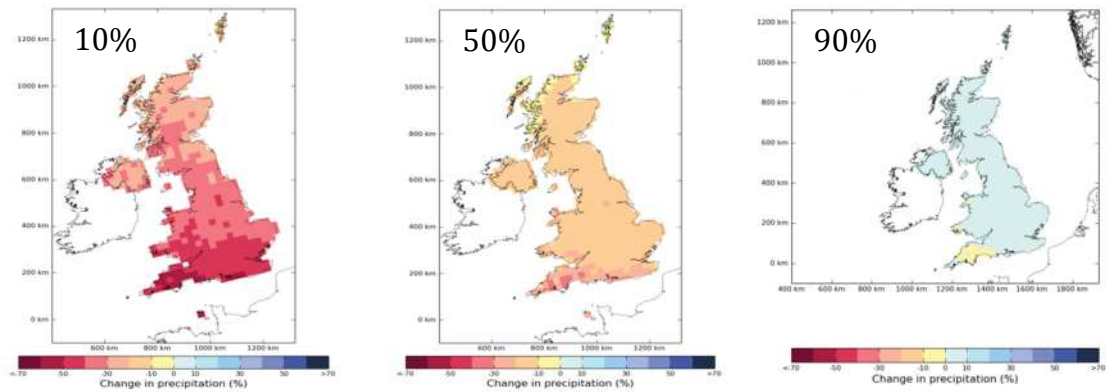 10%
50%
90%
1200 km
1000 km
800 km
600 km
400 km
200 km
0 km
600 km 800 km 1000 km 1200 km
<-70 -50 -30 -10 0 10 30 50 >70
Change in precipitation (%)
1200 km
1000 km
800 km
600 km
400 km
200 km
0 km
600 km 800 km 1000 km 1200 km
<-70 -50 -30 -10 0 10 30 50 >70
Change in precipitation (%)
1200 km
1000 km
800 km
600 km
400 km
200 km
0 km
400 km 600 km 800 km 1000 km 1200 km 1400 km 1600 km 1800 km
<-70 -50 -30 -10 0 10 30 50 >70
Change in precipitation (%)